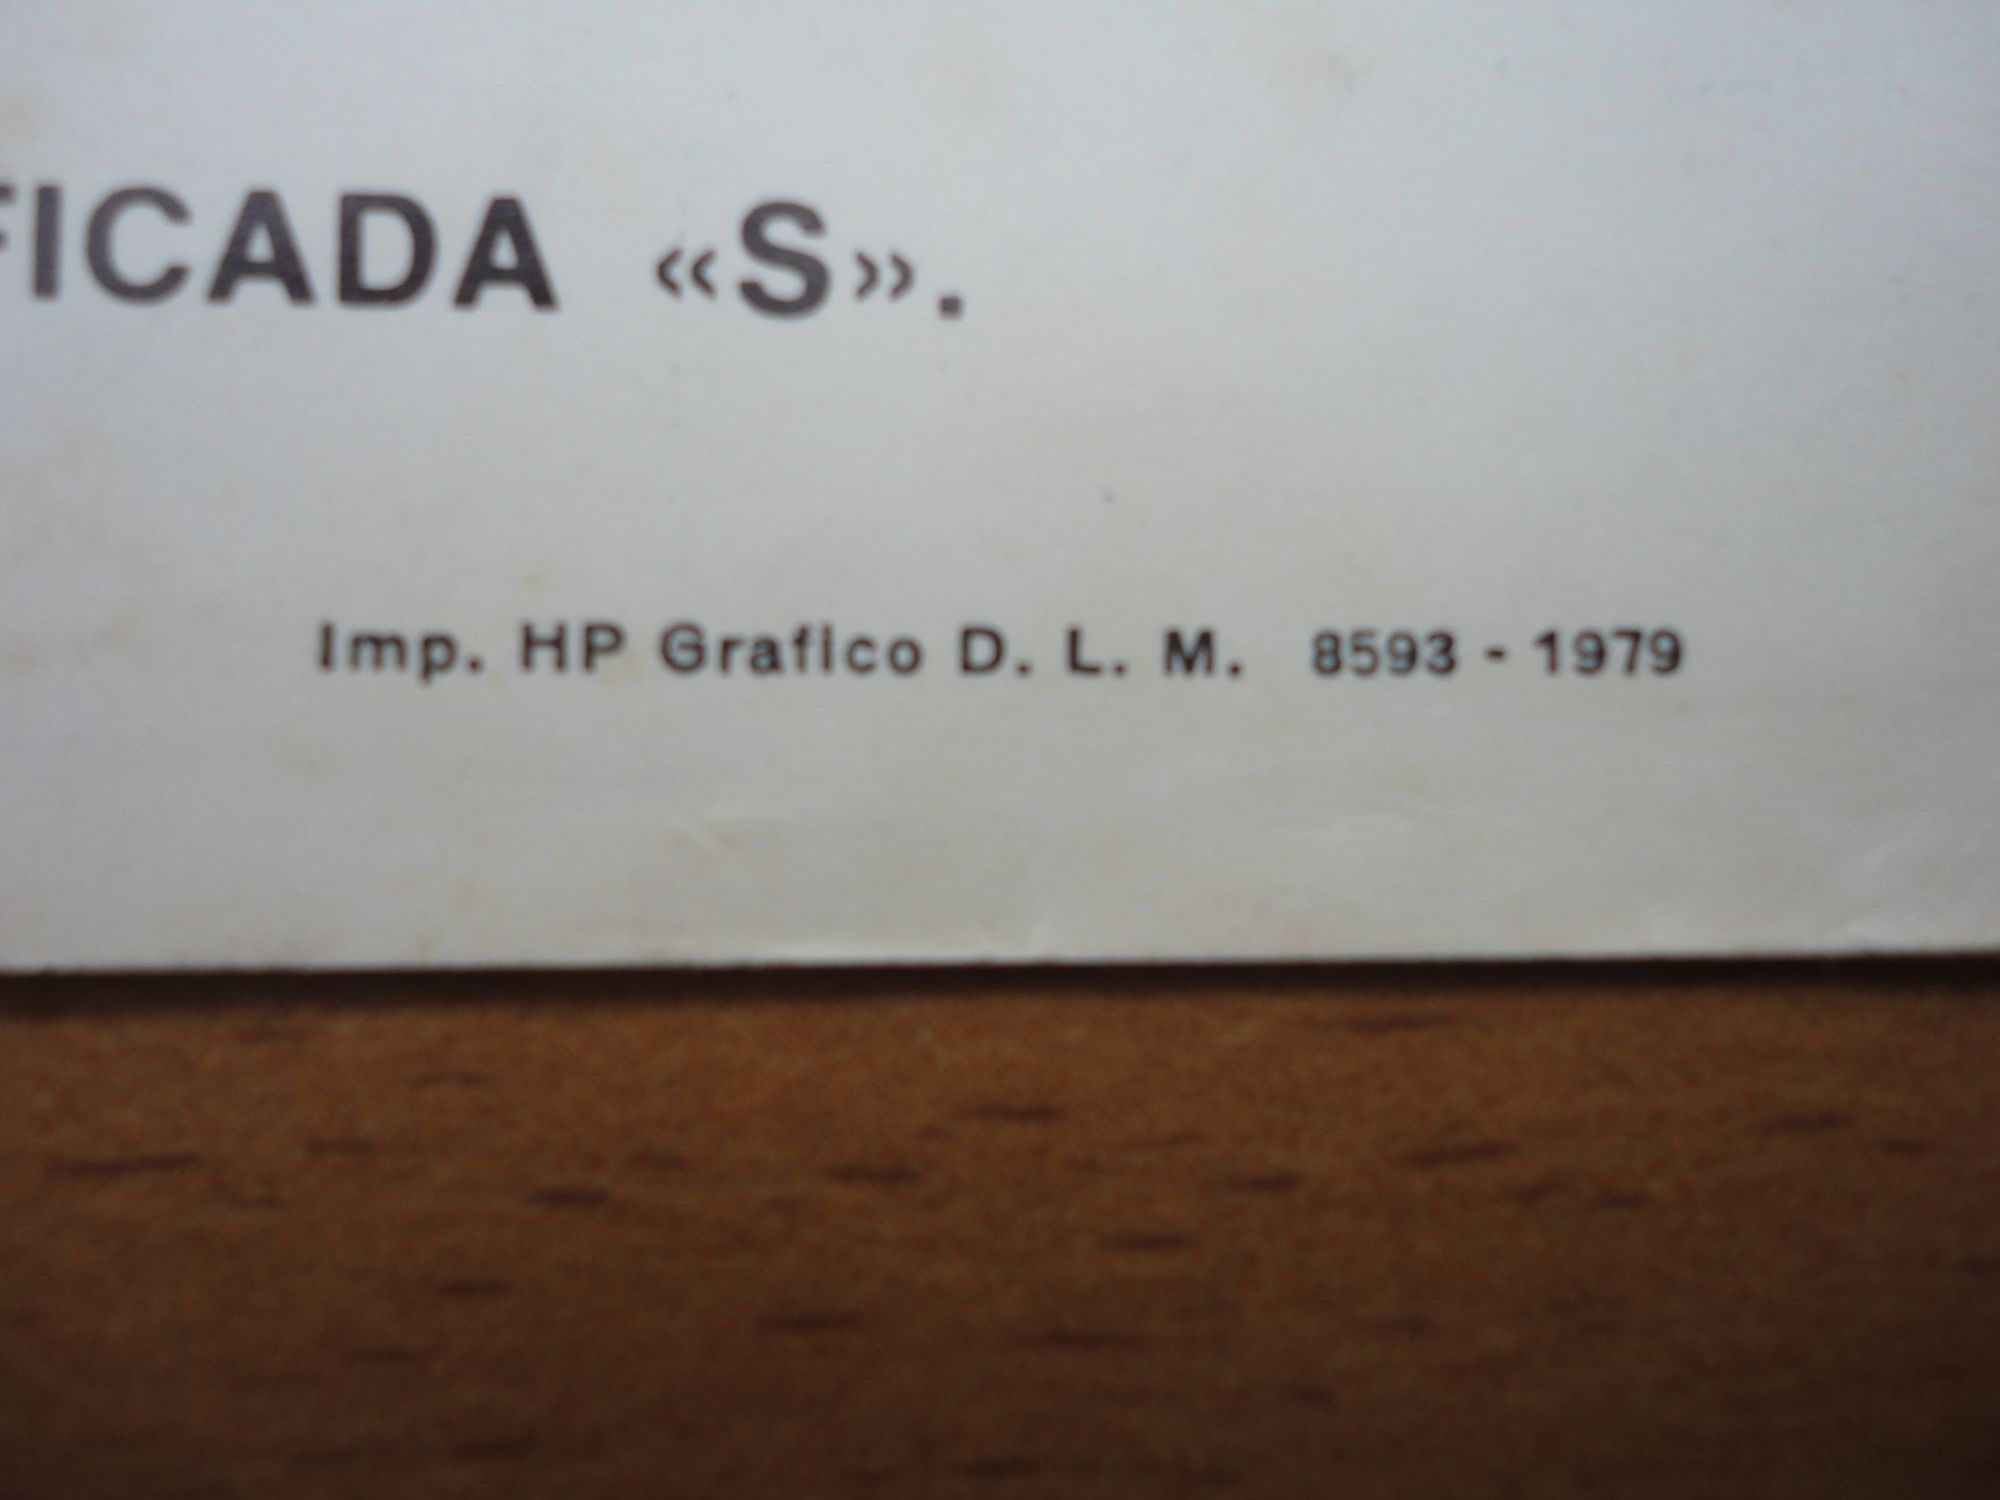 FICADA «S».
Imp. HP Grafico D. L. M. 8593 - 1979